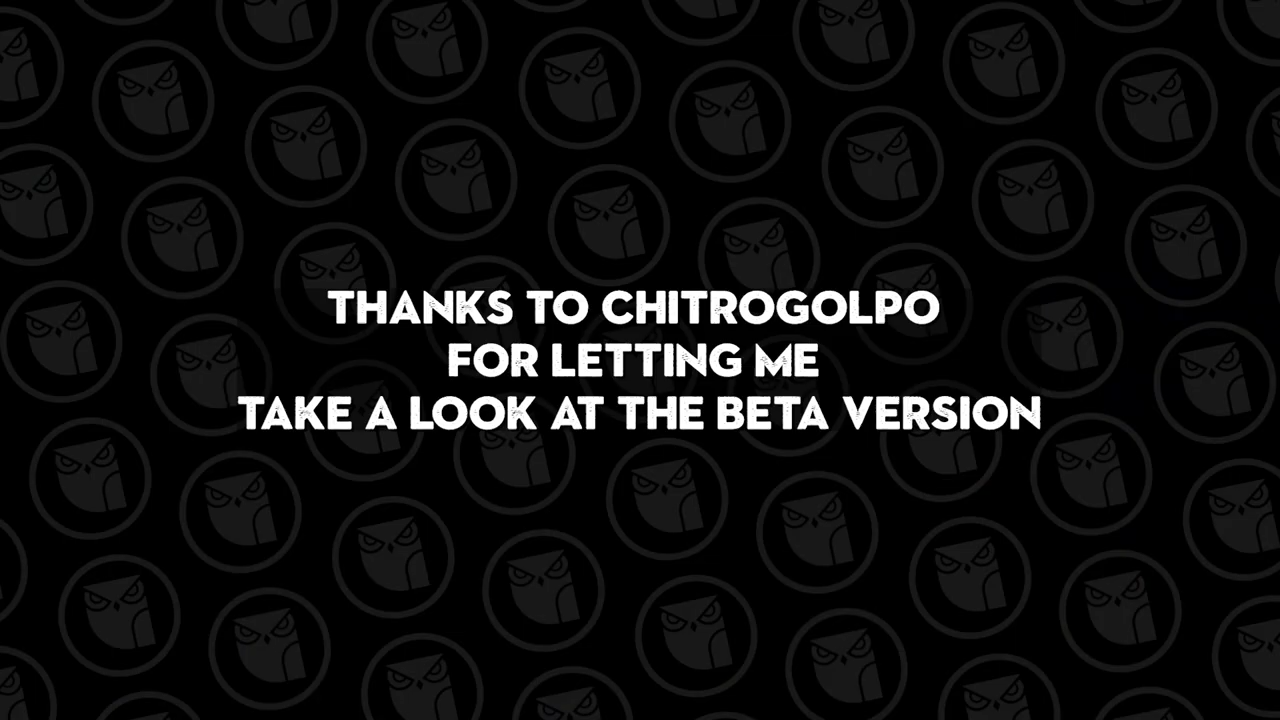 THANKS TO CHITROGOLPO
FOR LETTING ME
TAKE A LOOK AT THE BETA VERSION